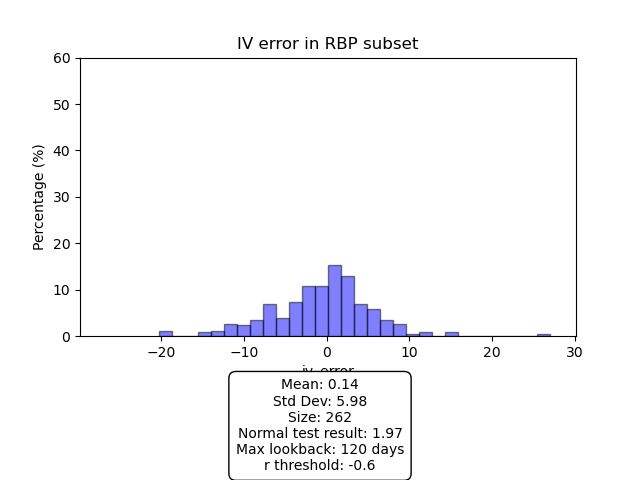 IV error in RBP subset
60
50
40
30
20
10
0
Percentage (%)
−20
−10
0
10
20
30
iv_error
Mean: 0.14
Std Dev: 5.98
Size: 262
Normal test result: 1.97
Max lookback: 120 days
r threshold: -0.6